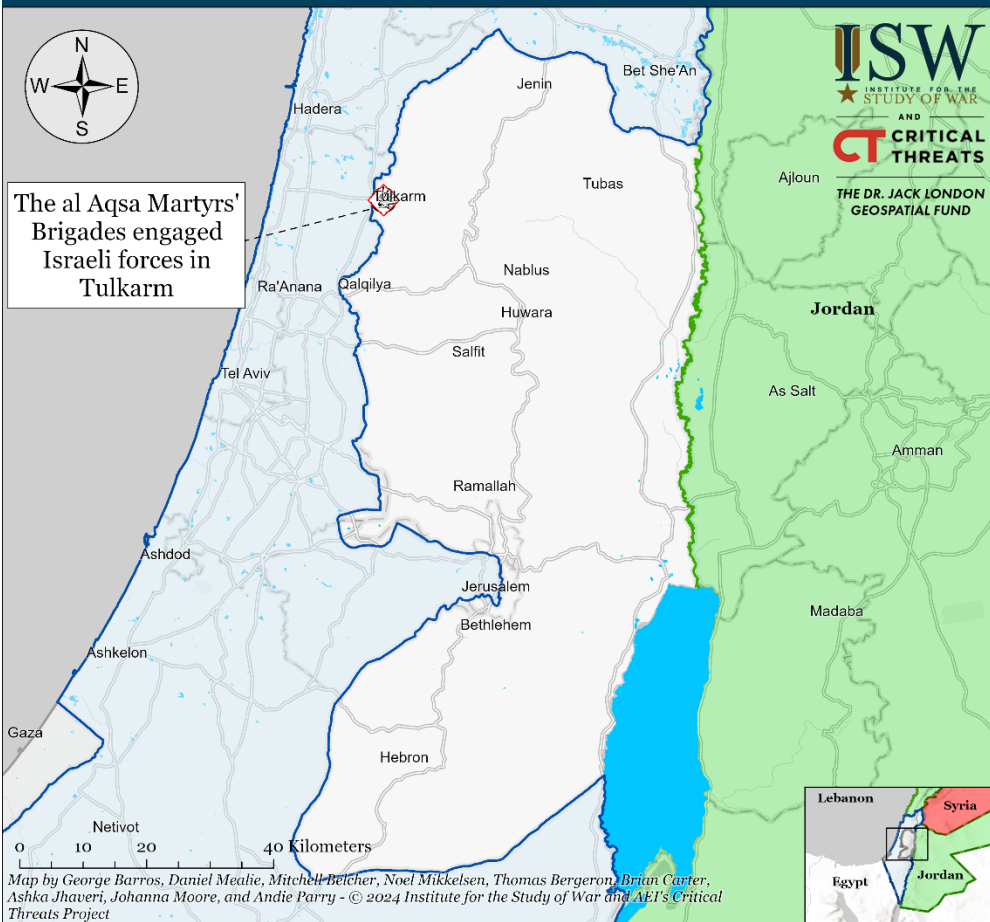 N
W
E
S
ISW
INSTITUTE FOR THE
STUDY OF WAR
AND
CT CRITICAL
THREATS
THE DR. JACK LONDON
GEOSPATIAL FUND
The al Aqsa Martyrs'
Brigades engaged
Israeli forces in
Tulkarm
Hadera
Jenin
Bet She'An
Tulkarm
Tubas
Ajloun
Ra'Anana
Qalqilya
Nablus
Huwara
Jordan
Salfit
Tel Aviv
As Salt
Amman
Ramallah
Ashdod
Jerusalem
Bethlehem
Madaba
Ashkelon
Gaza
Hebron
Netivot
0 10 20 40 Kilometers
Lebanon
Syria
Egypt
Jordan
Map by George Barros, Daniel Mealie, Mitchell Belcher, Noel Mikkelsen, Thomas Bergeron, Brian Carter,
Ashka Jhaveri, Johanna Moore, and Andie Parry - © 2024 Institute for the Study of War and AEI's Critical
Threats Project